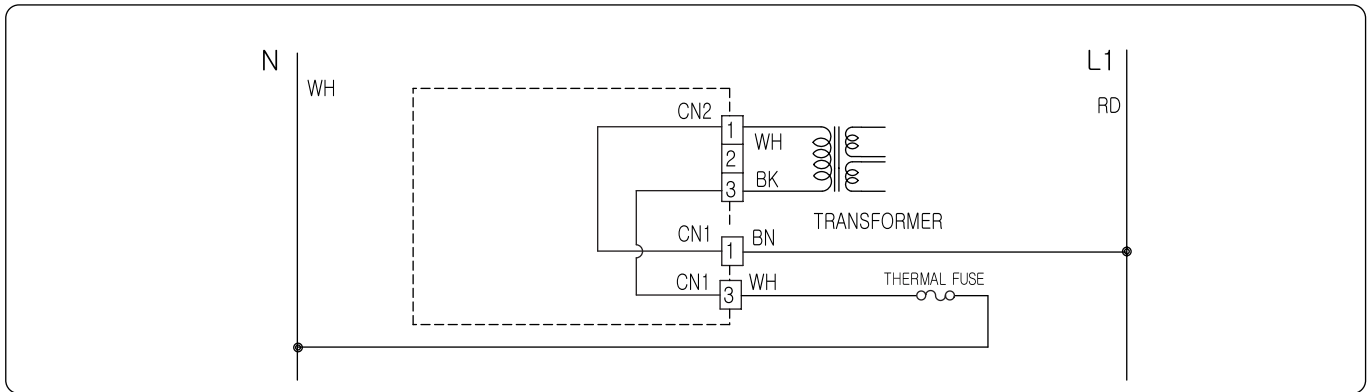 N
L1
WH
RD
CN2
1
WH
2
3
BK
TRANSFORMER
CN1
1
BN
CN1
3
WH
THERMAL FUSE